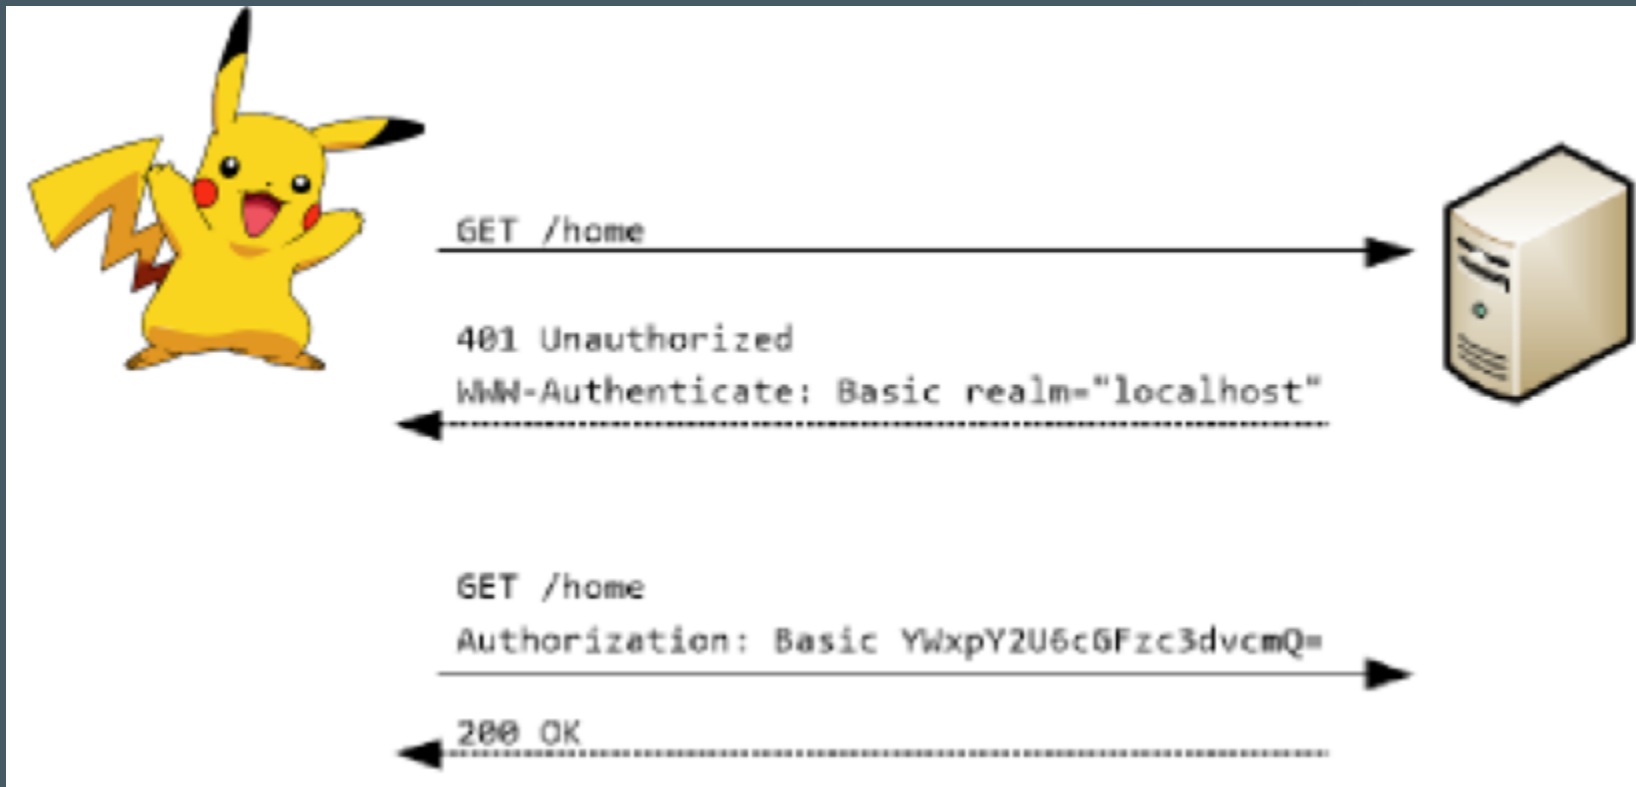 GET /home
401 Unauthorized
WWW-Authenticate: Basic realm="localhost"
GET /home
Authorization: Basic YWxpY2U6cGFzc3dvcmQ=
200 OK